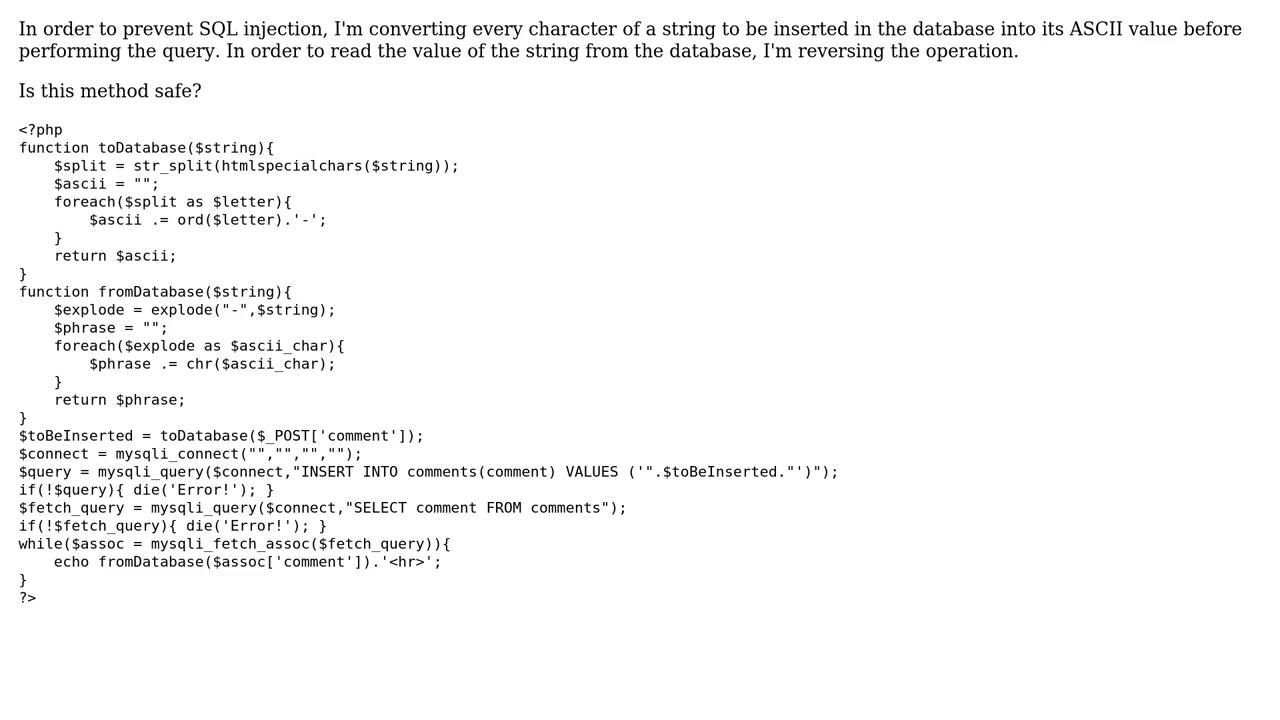 In order to prevent SQL injection, I'm converting every character of a string to be inserted in the database into its ASCII value before
performing the query. In order to read the value of the string from the database, I'm reversing the operation.
Is this method safe?
<?php
function toDatabase($string){
    $split = str_split(htmlspecialchars($string));
    $ascii = "";
    foreach($split as $letter){
        $ascii .= ord($letter).'-';
    }
    return $ascii;
}
function fromDatabase($string){
    $explode = explode("-",$string);
    $phrase = "";
    foreach($explode as $ascii_char){
        $phrase .= chr($ascii_char);
    }
    return $phrase;
}
$toBeInserted = toDatabase($_POST['comment']);
$connect = mysqli_connect("","","","");
$query = mysqli_query($connect,"INSERT INTO comments(comment) VALUES ('".$toBeInserted."')");
if(!$query){ die('Error!'); }
$fetch_query = mysqli_query($connect,"SELECT comment FROM comments");
if(!$fetch_query){ die('Error!'); }
while($assoc = mysqli_fetch_assoc($fetch_query)){
    echo fromDatabase($assoc['comment']).'<hr>';
}
?>